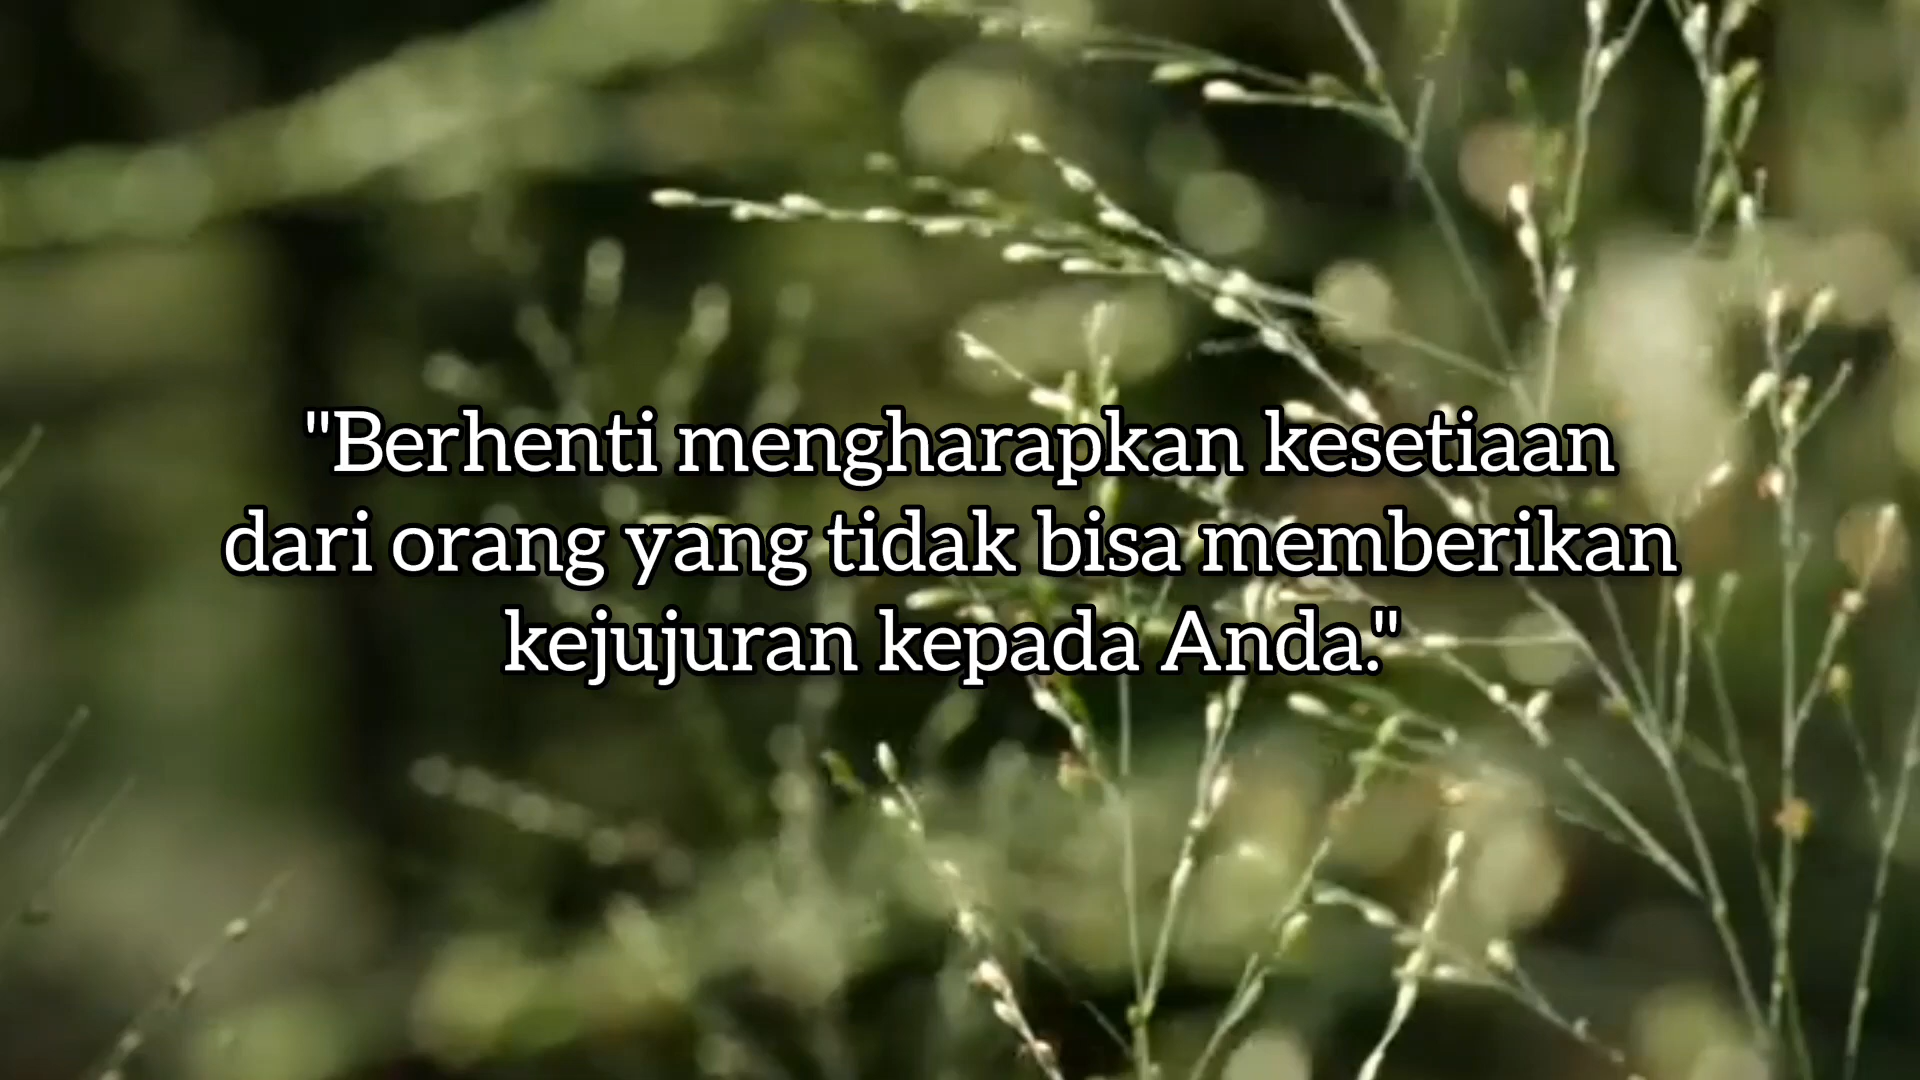 "Berhenti mengharapkan kesetiaan
dari orang yang tidak bisa memberikan
kejujuran kepada Anda."